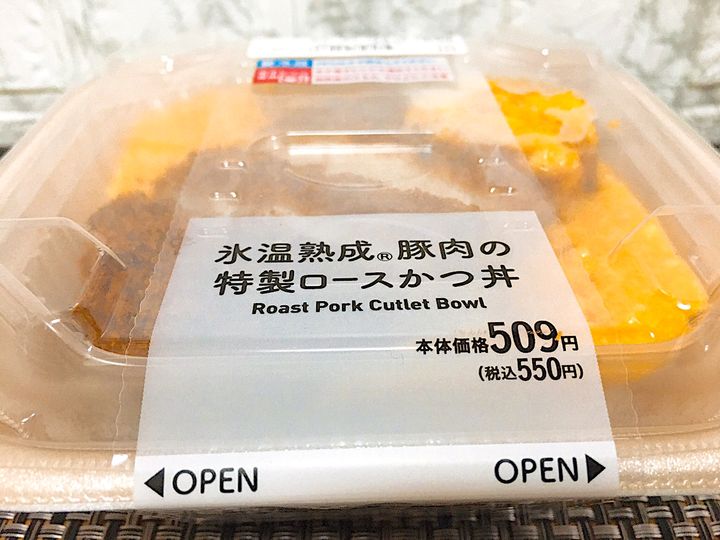 氷温熟成®豚肉の
特製ロースかつ丼
Roast Pork Cutlet Bowl
本体価格509円
(税込550円)
◀OPEN
OPEN▶